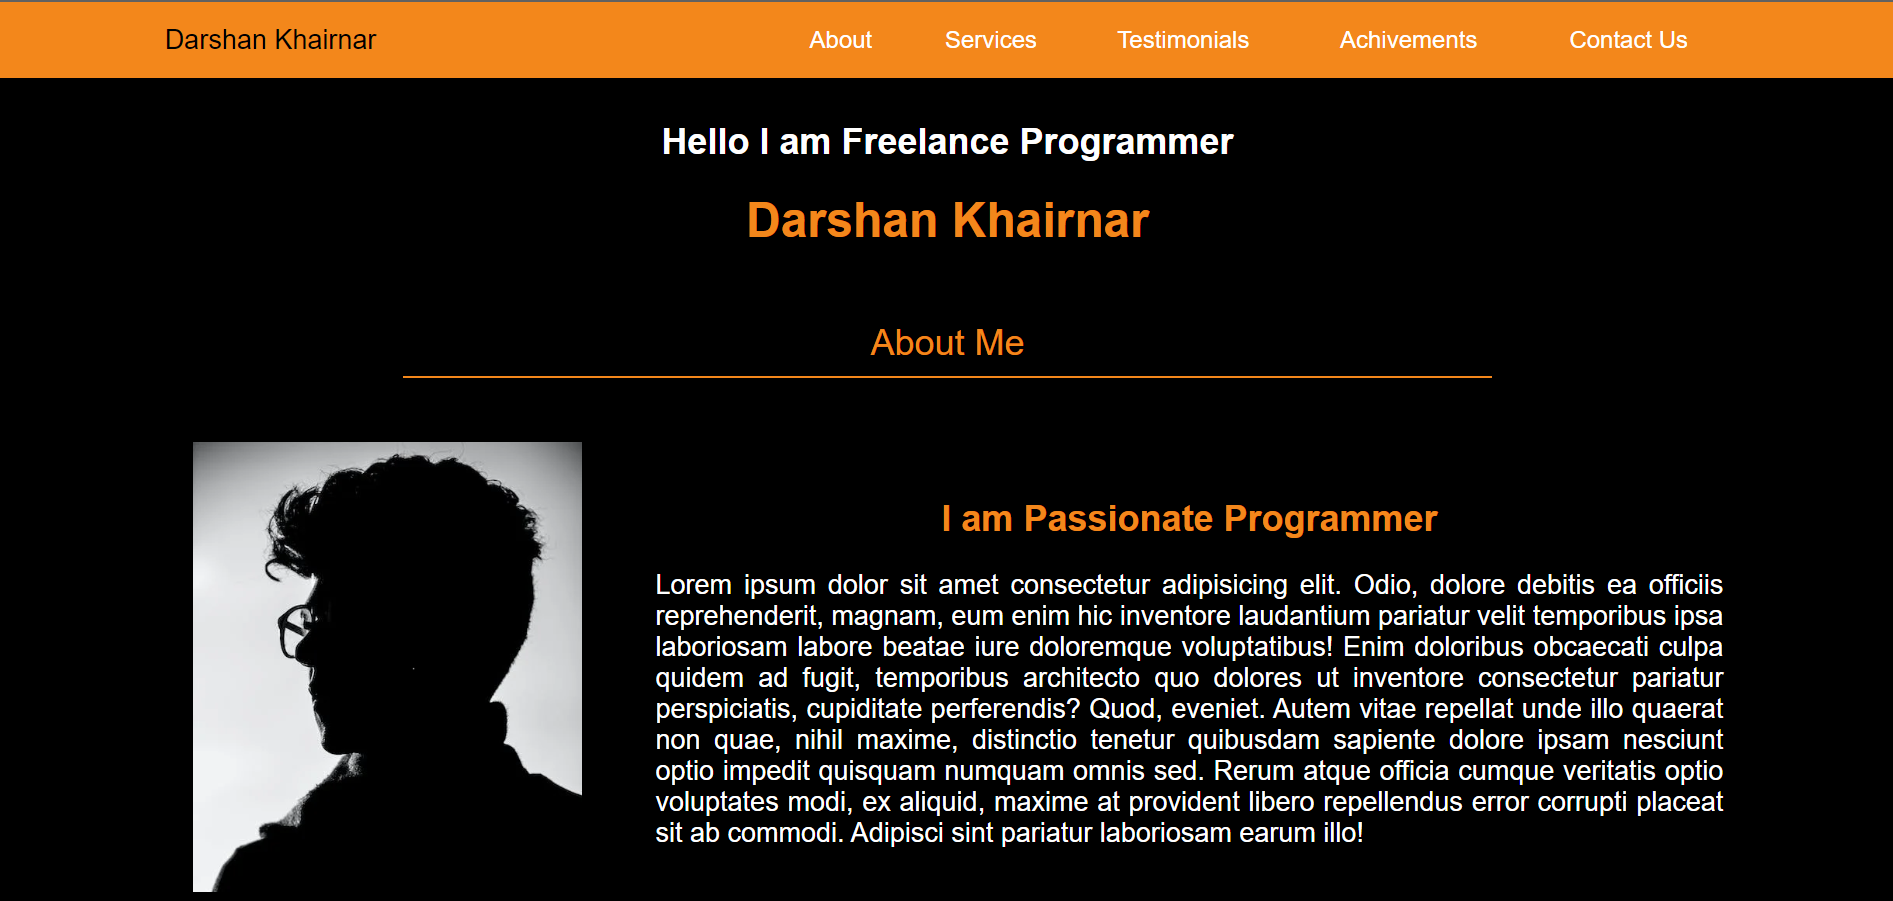 Darshan Khairnar About Services Testimonials Achivements Contact Us
Hello I am Freelance Programmer
Darshan Khairnar
About Me
I am Passionate Programmer
Lorem ipsum dolor sit amet consectetur adipisicing elit. Odio, dolore debitis ea officiis
reprehenderit, magnam, eum enim hic inventore laudantium pariatur velit temporibus ipsa
laboriosam labore beatae iure doloremque voluptatibus! Enim doloribus obcaecati culpa
quidem ad fugit, temporibus architecto quo dolores ut inventore consectetur pariatur
perspiciatis, cupiditate perferendis? Quod, eveniet. Autem vitae repellat unde illo quaerat
non quae, nihil maxime, distinctio tenetur quibusdam sapiente dolore ipsam nesciunt
optio impedit quisquam numquam omnis sed. Rerum atque officia cumque veritatis optio
voluptates modi, ex aliquid, maxime at provident libero repellendus error corrupti placeat
sit ab commodi. Adipisci sint pariatur laboriosam earum illo!